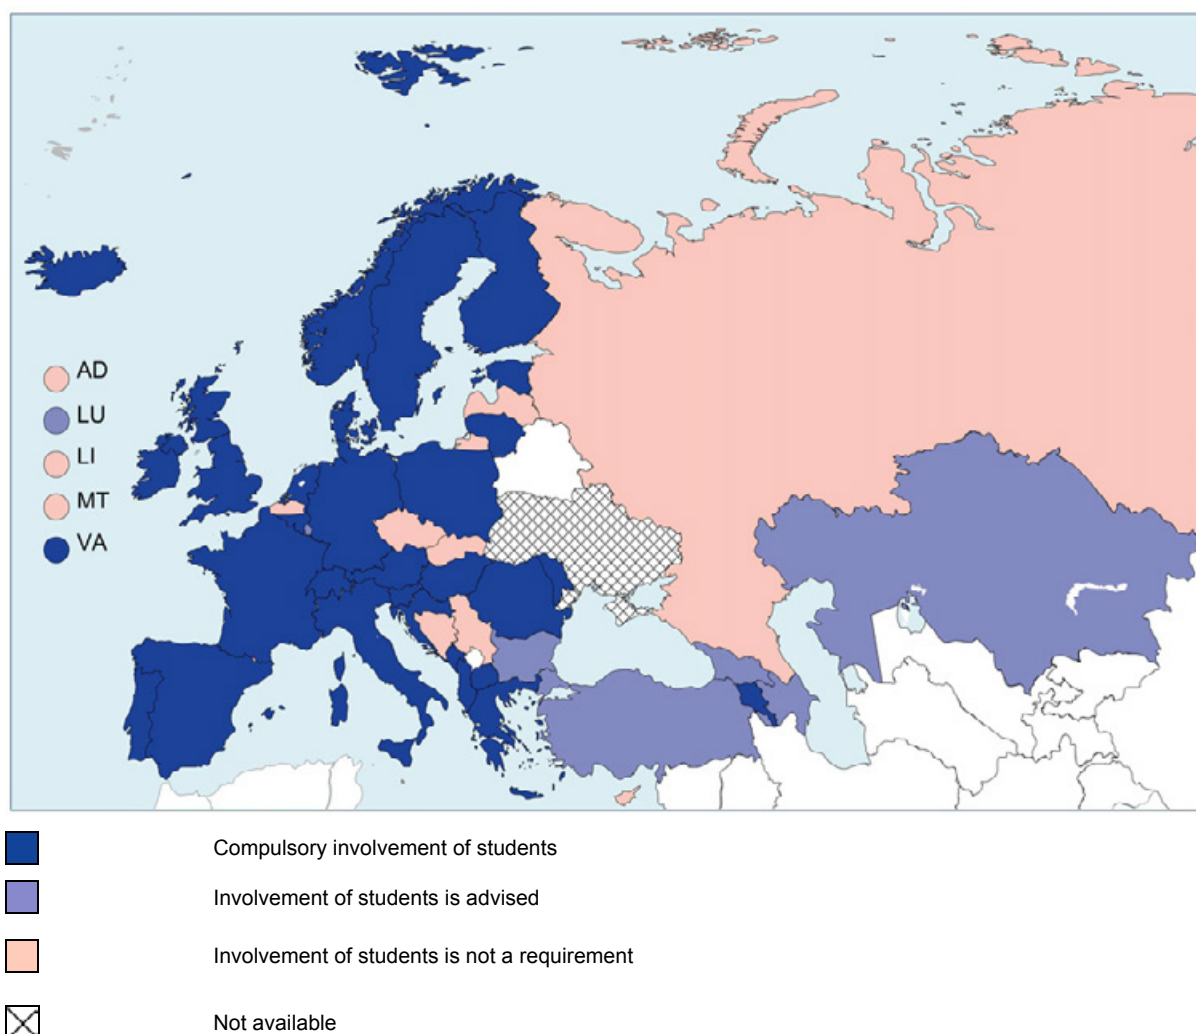 AD
LU
LI
MT
VA
Compulsory involvement of students
Involvement of students is advised
Involvement of students is not a requirement
Not available